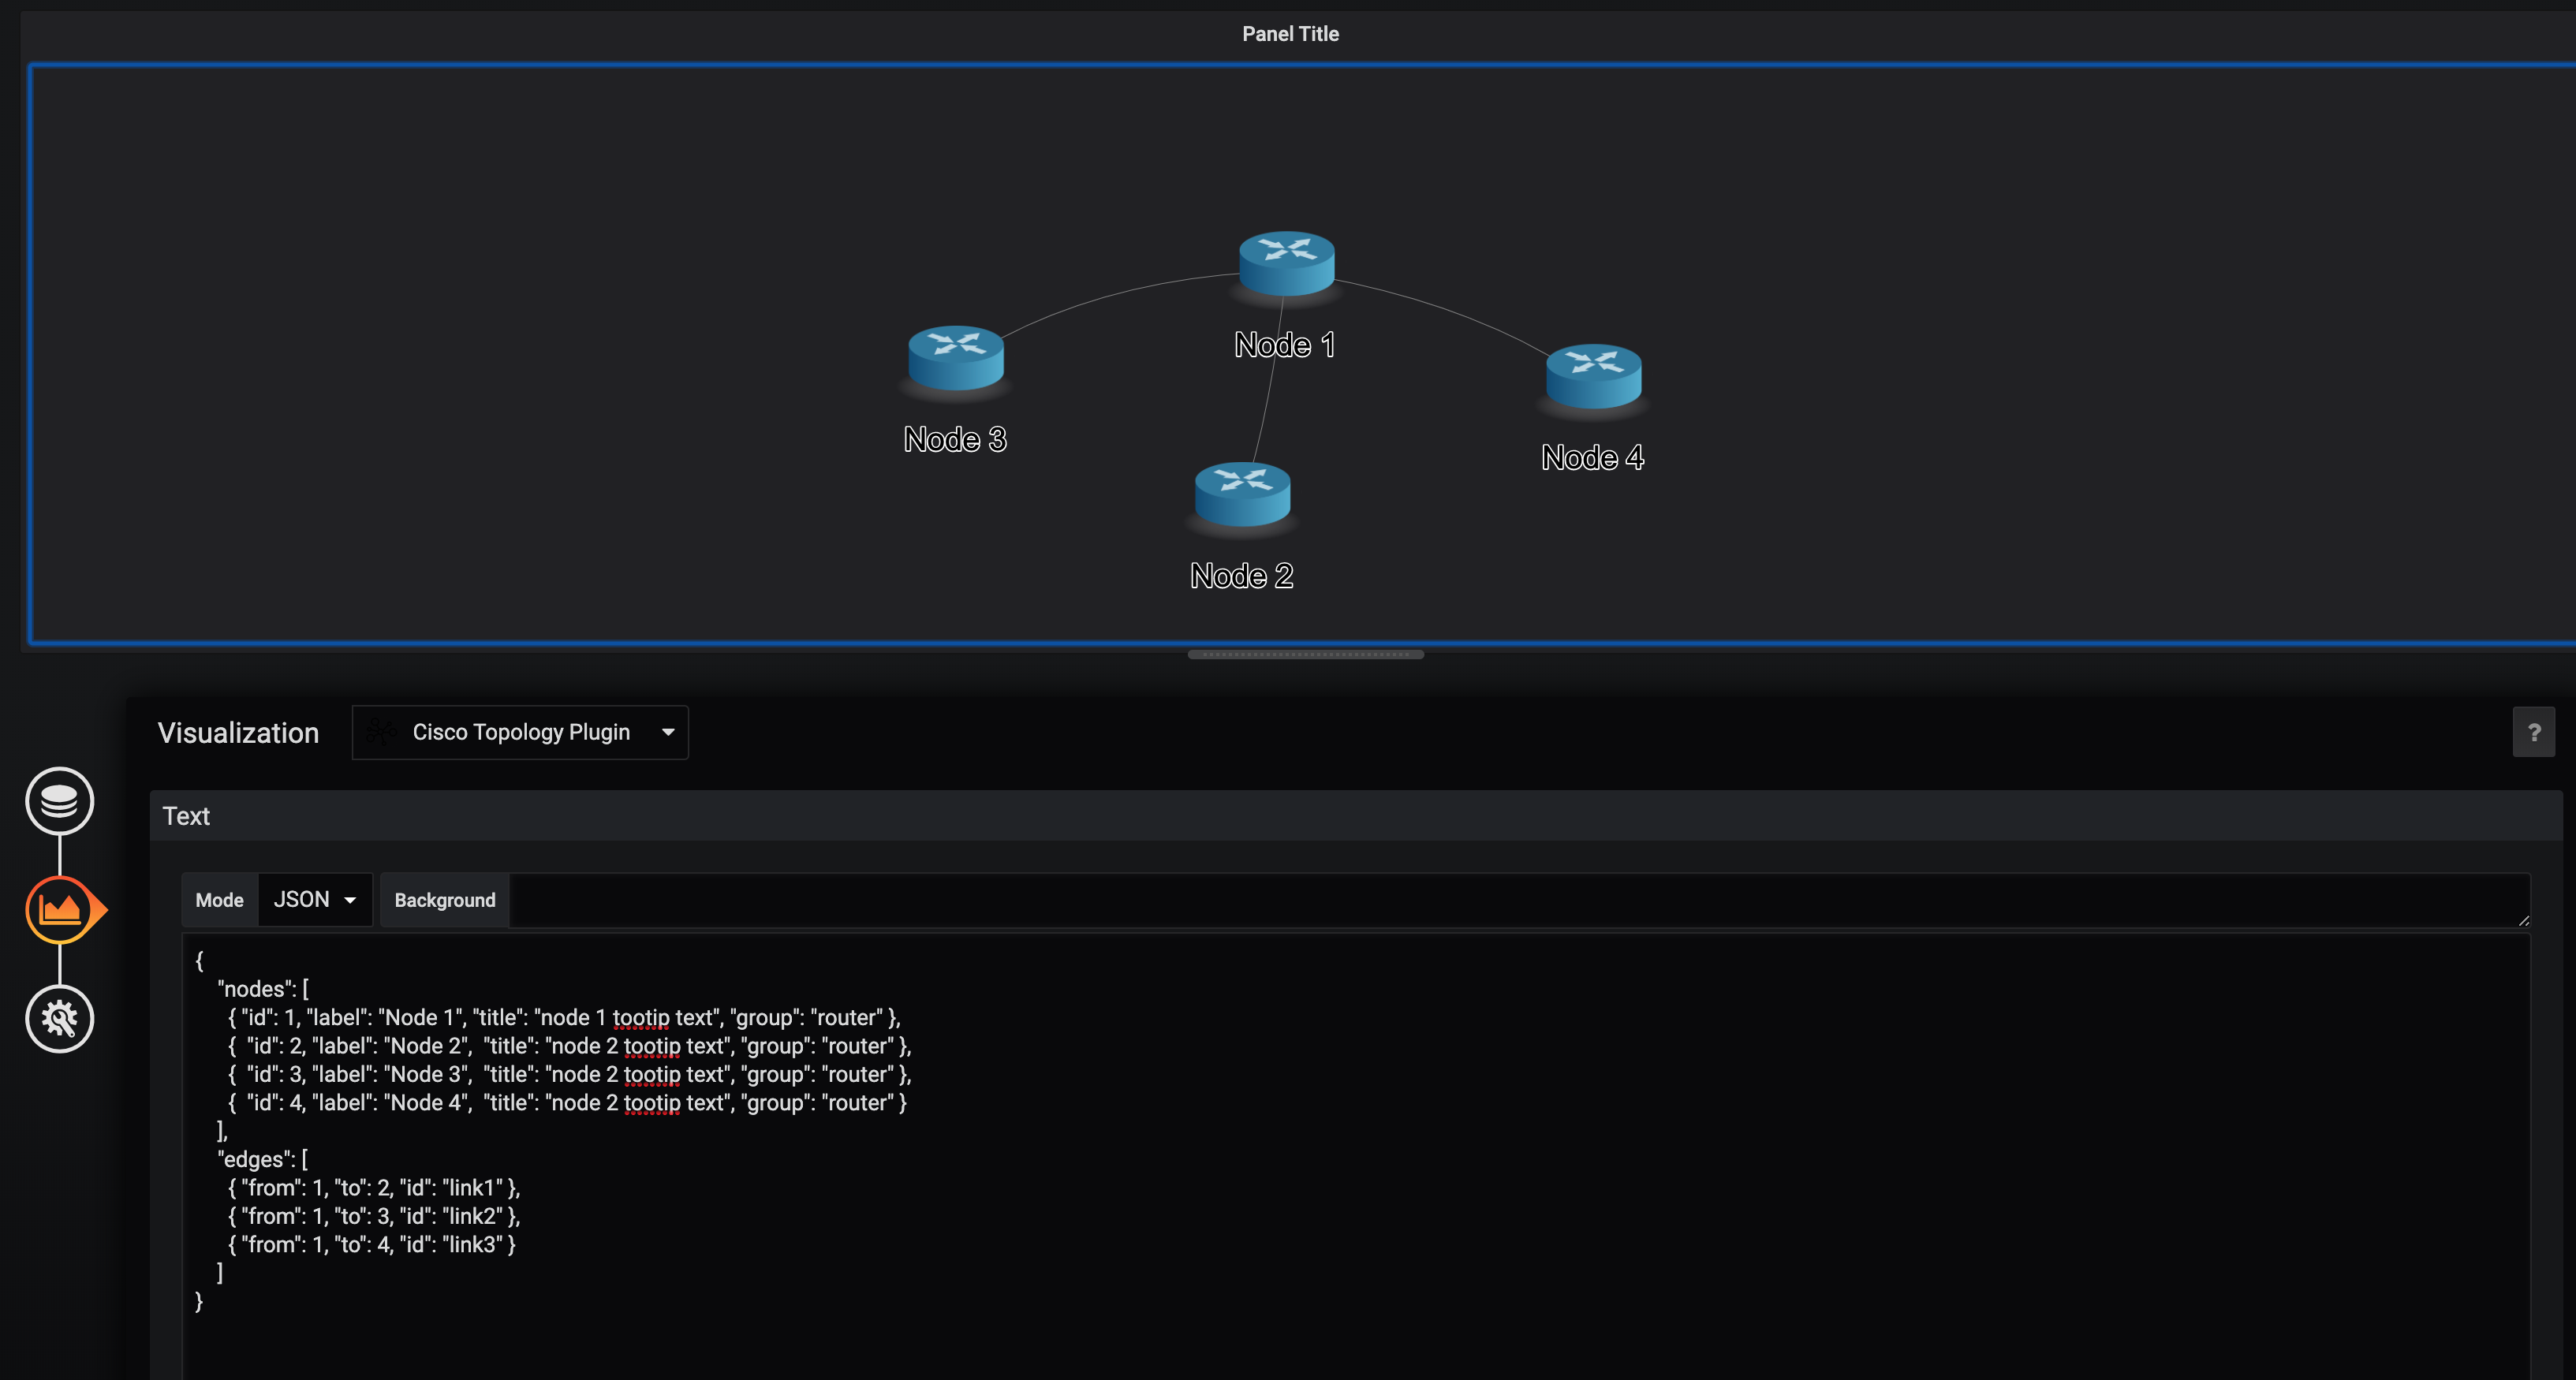 Panel Title
Node 1
Node 3
Node 4
Node 2
Visualization
Cisco Topology Plugin
?
Text
Mode JSON Background
{
"nodes": [
{ "id": 1, "label": "Node 1", "title": "node 1 tootip text", "group": "router" },
{ "id": 2, "label": "Node 2", "title": "node 2 tootip text", "group": "router" },
{ "id": 3, "label": "Node 3", "title": "node 2 tootip text", "group": "router" },
{ "id": 4, "label": "Node 4", "title": "node 2 tootip text", "group": "router" }
],
"edges": [
{ "from": 1, "to": 2, "id": "link1" },
{ "from": 1, "to": 3, "id": "link2" },
{ "from": 1, "to": 4, "id": "link3" }
]
}